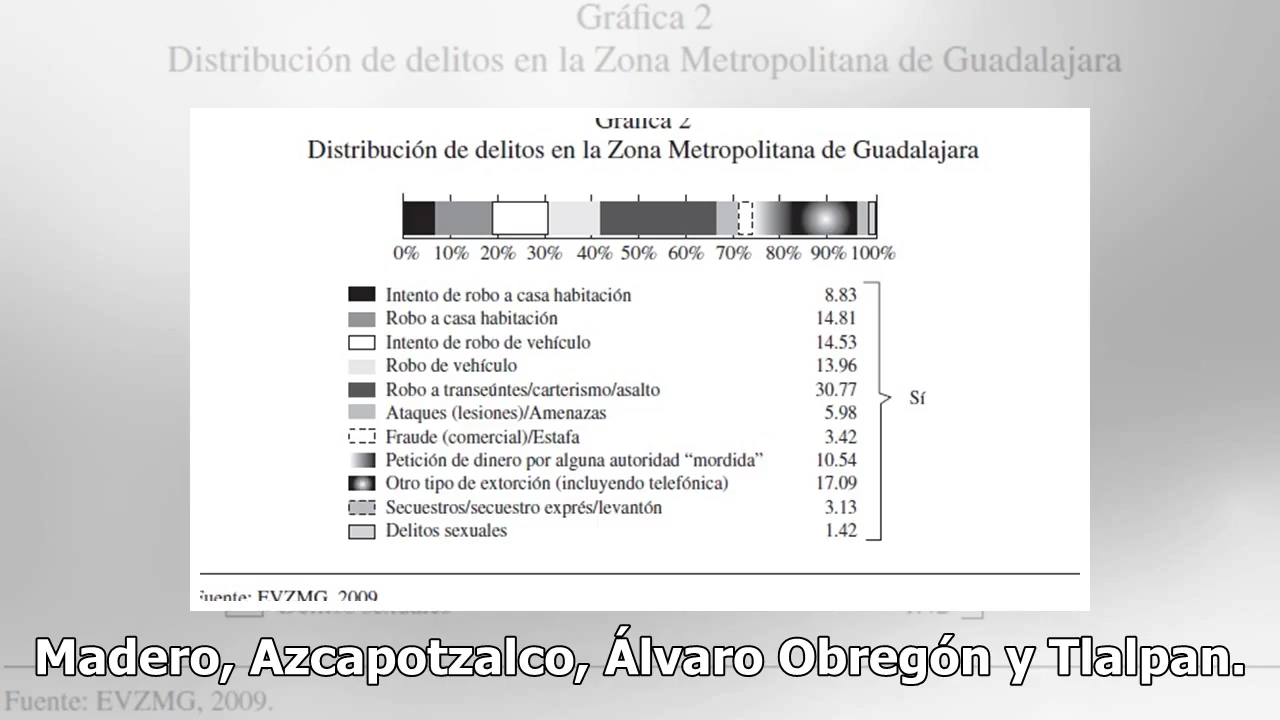 Gráfica 2
Distribución de delitos en la Zona Metropolitana de Guadalajara
Gráfica 2
Distribución de delitos en la Zona Metropolitana de Guadalajara
0% 10% 20% 30% 40% 50% 60% 70% 80% 90% 100%
Intento de robo a casa habitación 8.83
Robo a casa habitación 14.81
Intento de robo de vehículo 14.53
Robo de vehículo 13.96
Robo a transeúntes/carterismo/asalto 30.77
Ataques (lesiones)/Amenazas 5.98
Sí
Fraude (comercial)/Estafa 3.42
Petición de dinero por alguna autoridad “mordida” 10.54
Otro tipo de extorción (incluyendo telefónica) 17.09
Secuestros/secuestro exprés/levantón 3.13
Delitos sexuales 1.42
Fuente: EVZMG, 2009
Madero, Azcapotzalco, Álvaro Obregón y Tlalpan.
Fuente: EVZMG, 2009.